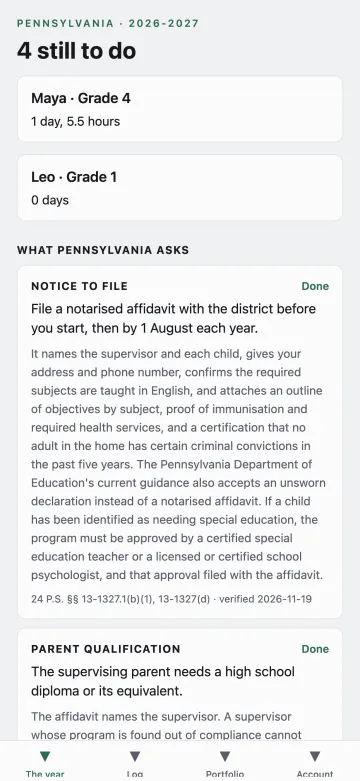 PENNSYLVANIA · 2026-2027
4 still to do
Maya · Grade 4
1 day, 5.5 hours
Leo · Grade 1
0 days
WHAT PENNSYLVANIA ASKS
NOTICE TO FILE Done
File a notarised affidavit with the district before
you start, then by 1 August each year.
It names the supervisor and each child, gives your
address and phone number, confirms the required
subjects are taught in English, and attaches an outline
of objectives by subject, proof of immunisation and
required health services, and a certification that no
adult in the home has certain criminal convictions in
the past five years. The Pennsylvania Department of
Education's current guidance also accepts an unsworn
declaration instead of a notarised affidavit. If a child
has been identified as needing special education, the
program must be approved by a certified special
education teacher or a licensed or certified school
psychologist, and that approval filed with the affidavit.
24 P.S. §§ 13-1327.1(b)(1), 13-1327(d) · verified 2026-11-19
PARENT QUALIFICATION Done
The supervising parent needs a high school
diploma or its equivalent.
The affidavit names the supervisor. A supervisor
whose program is found out of compliance cannot
The year Log Portfolio Account